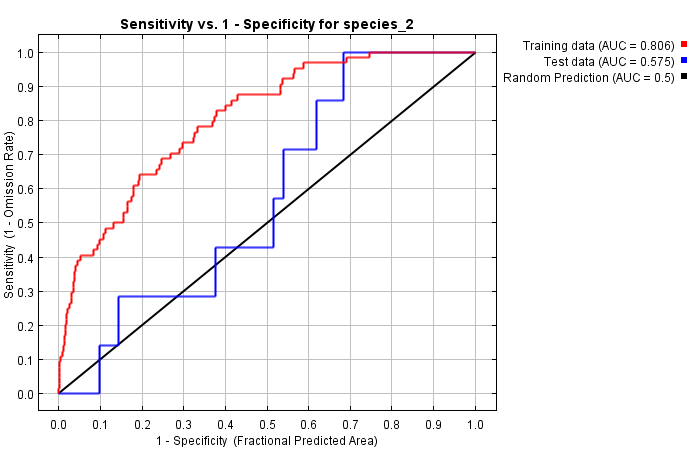 Sensitivity vs. 1 - Specificity for species_2
Training data (AUC = 0.806)
Test data (AUC = 0.575)
Random Prediction (AUC = 0.5)
Sensitivity (1 - Omission Rate)
1.0
0.9
0.8
0.7
0.6
0.5
0.4
0.3
0.2
0.1
0.0
0.0 0.1 0.2 0.3 0.4 0.5 0.6 0.7 0.8 0.9 1.0
1 - Specificity (Fractional Predicted Area)